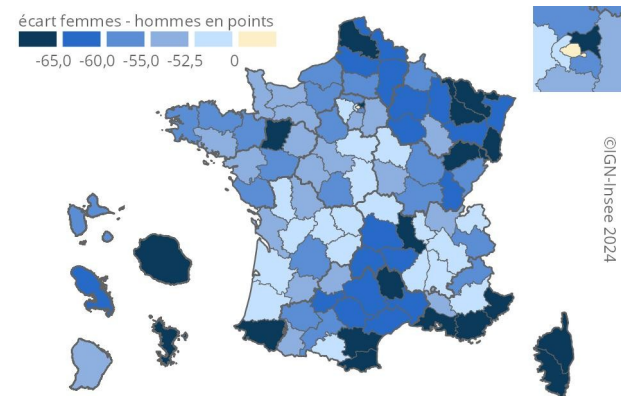 écart femmes - hommes en points
-65,0 -60,0 -55,0 -52,5 0
©IGN-Insee 2024